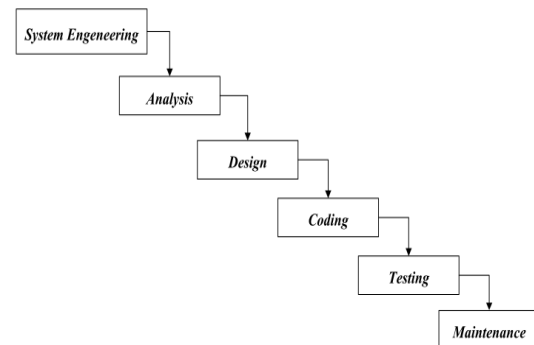 System Engeneering
Analysis
Design
Coding
Testing
Maintenance